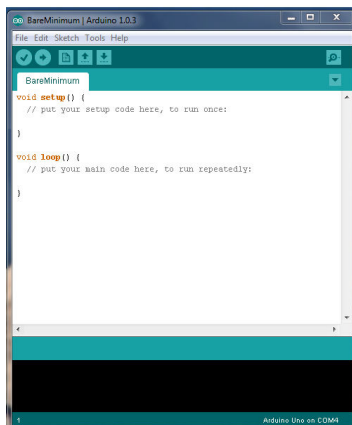 BareMinimum | Arduino 1.0.3
File Edit Sketch Tools Help
BareMinimum
void setup() {
// put your setup code here, to run once:
}
void loop() {
// put your main code here, to run repeatedly:
}
1
Arduino Uno on COM4